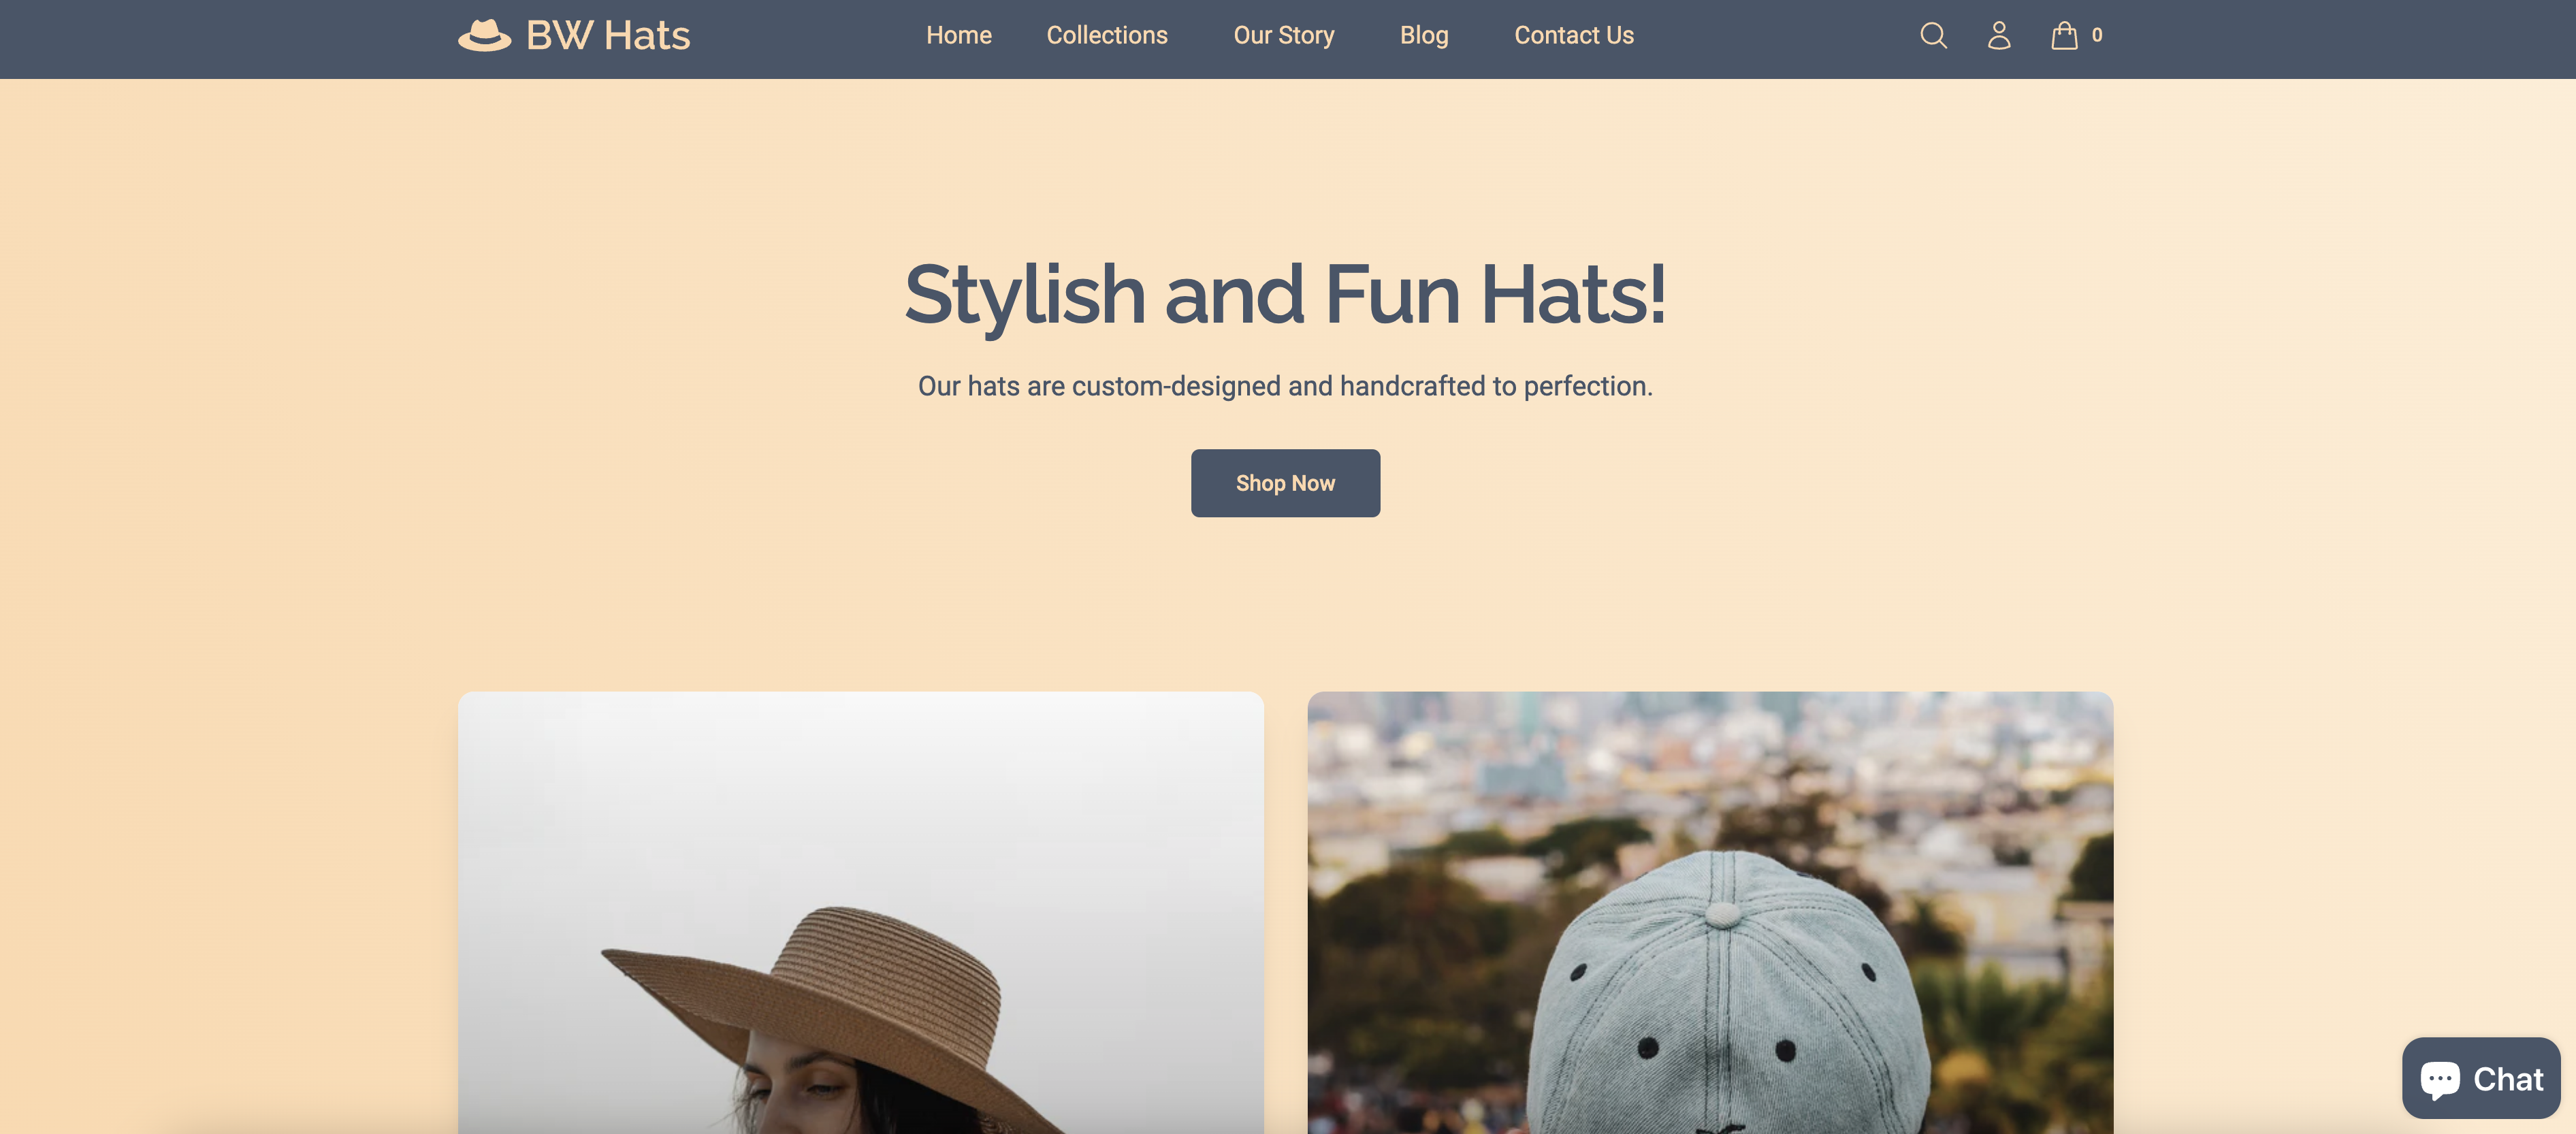 BW Hats
Home Collections Our Story Blog Contact Us
0
Stylish and Fun Hats!
Our hats are custom-designed and handcrafted to perfection.
Shop Now
Chat